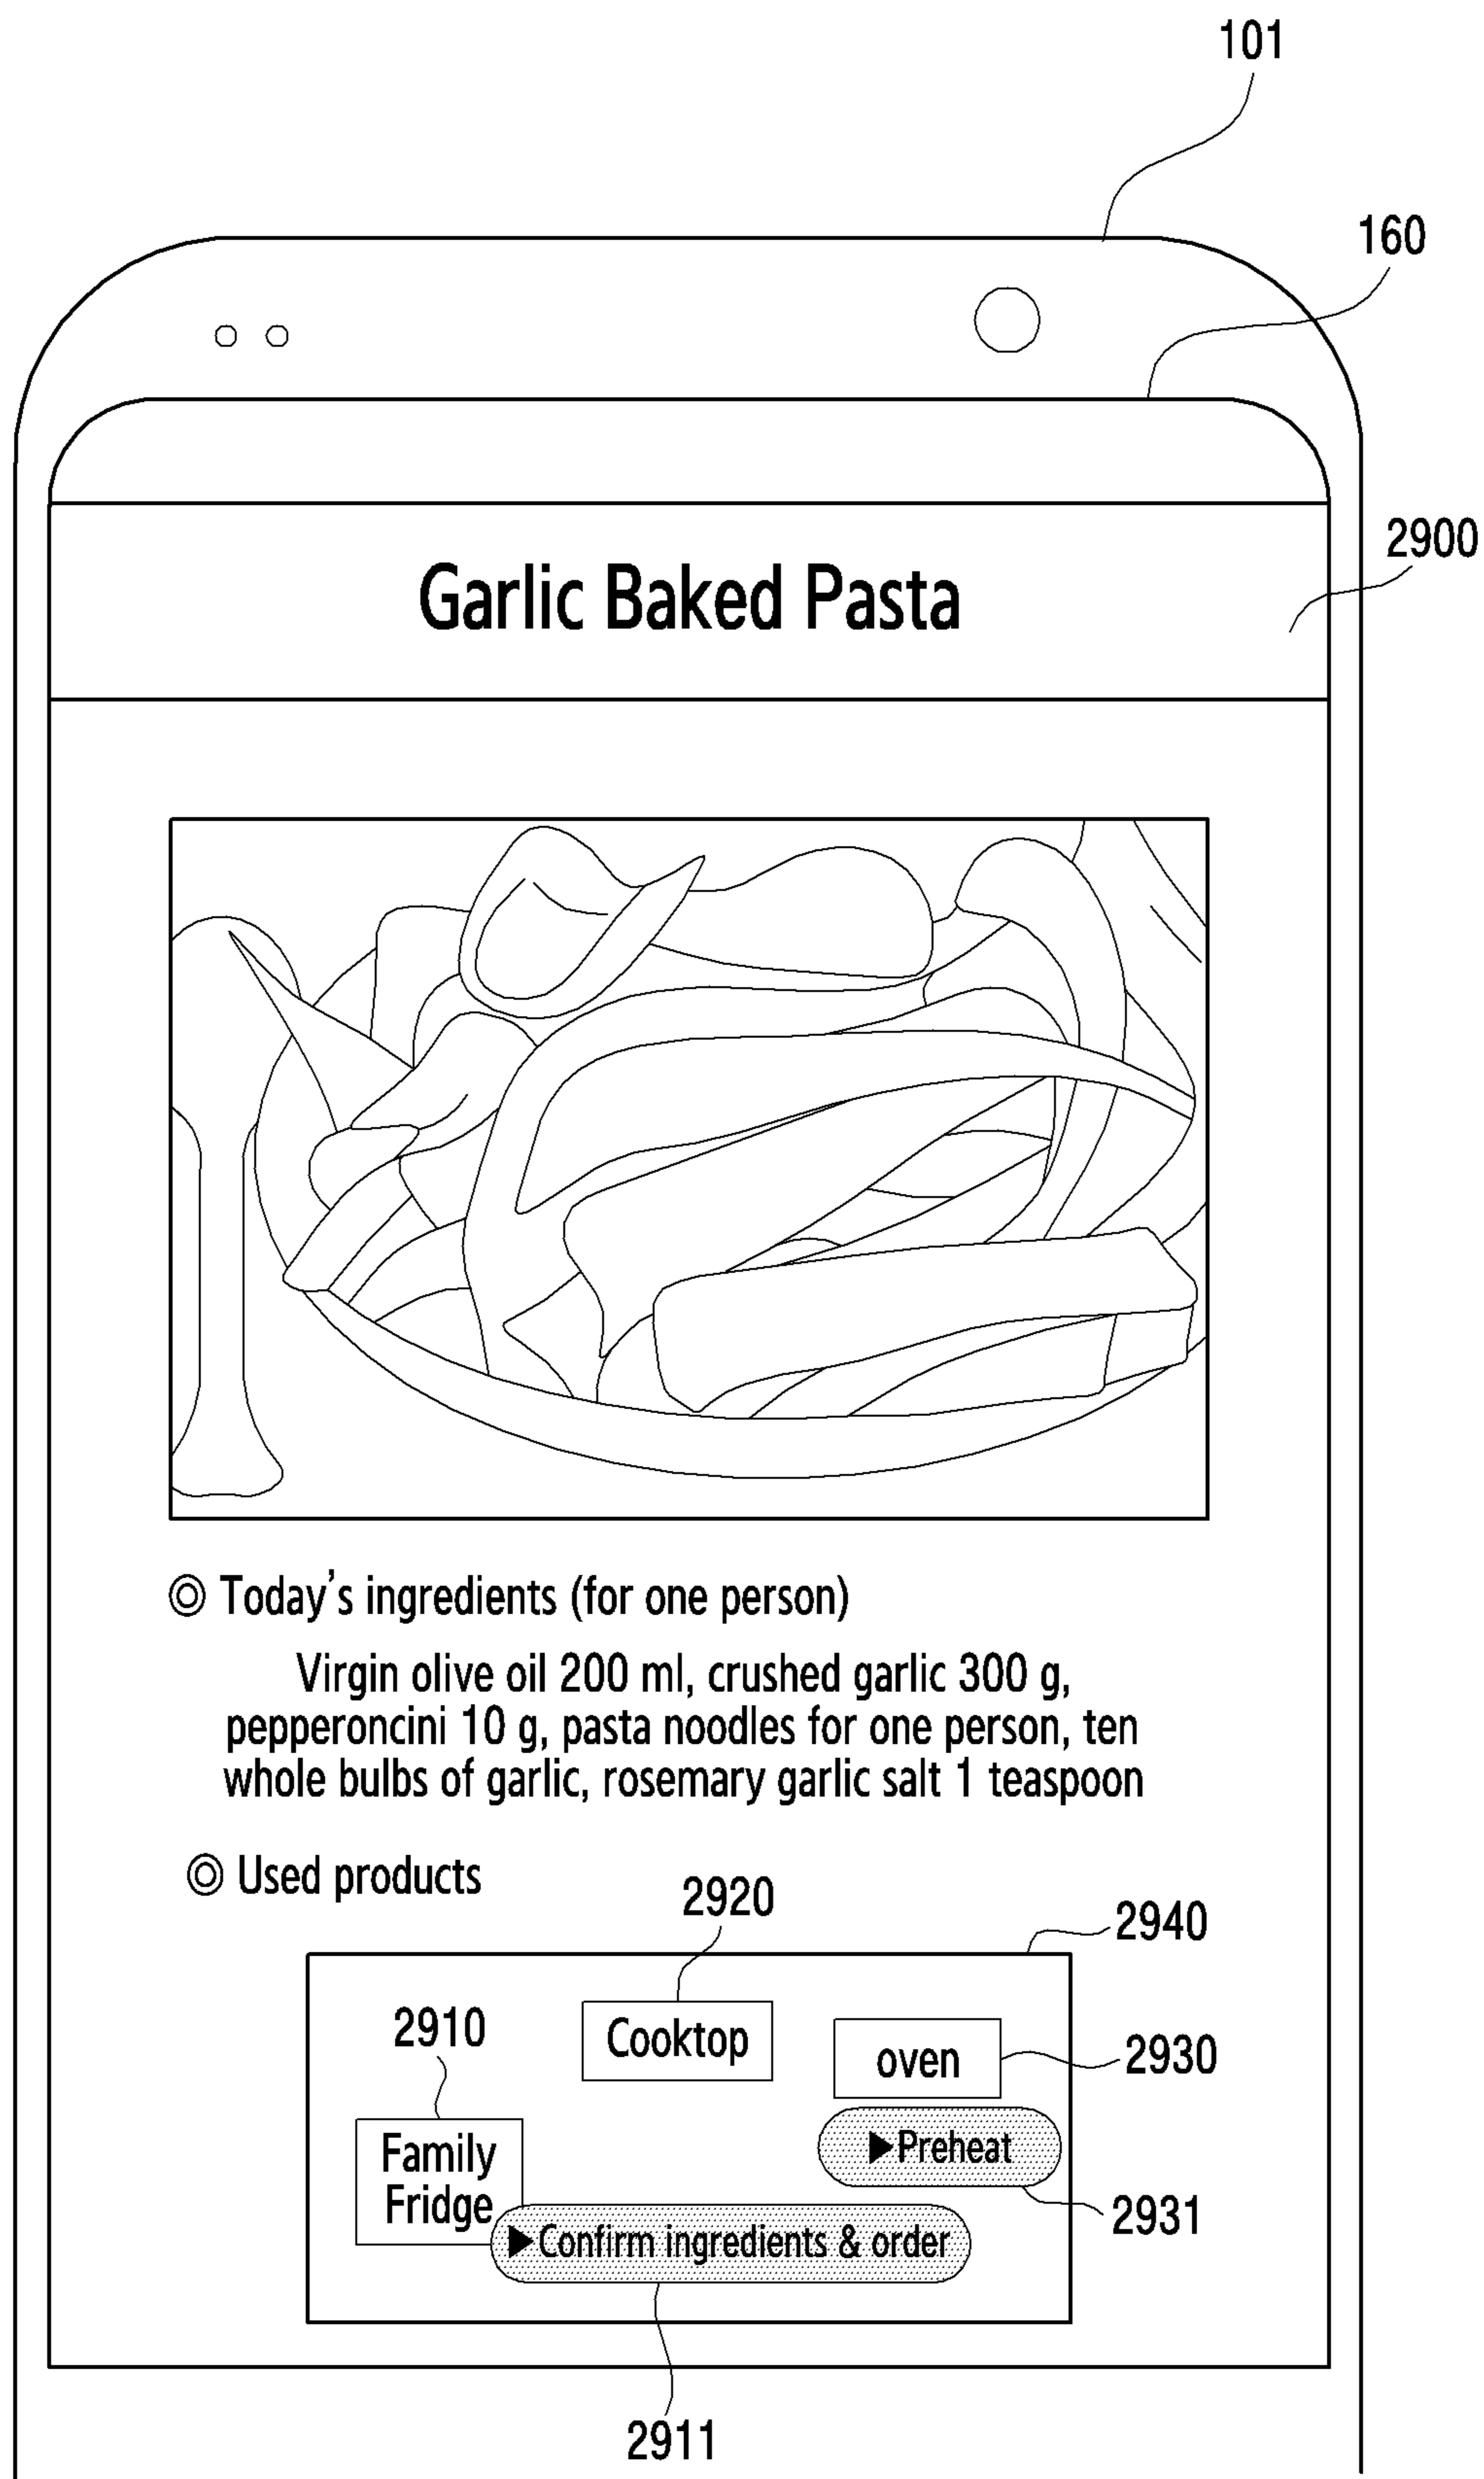 101
160
2900
Garlic Baked Pasta
◎ Today's ingredients (for one person)
Virgin olive oil 200 ml, crushed garlic 300 g,
pepperoncini 10 g, pasta noodles for one person, ten
whole bulbs of garlic, rosemary garlic salt 1 teaspoon
◎ Used products
2920
2940
2910
Cooktop
oven
2930
Family
Fridge
▶Preheat
2931
▶Confirm ingredients & order
2911